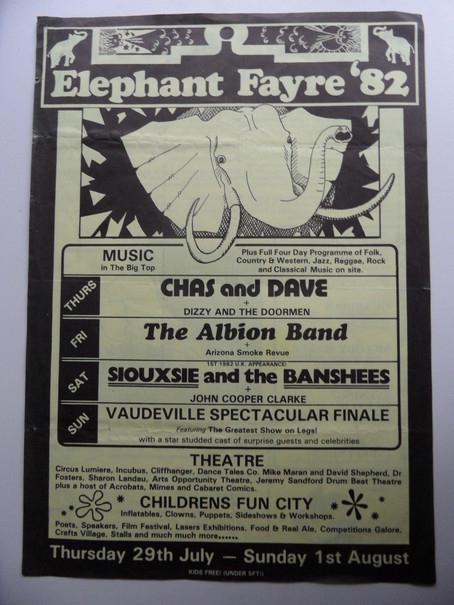 Elephant Fayre '82
MUSIC
in The Big Top
Plus Full Four Day Programme of Folk,
Country & Western, Jazz, Reggae, Rock
and Classical Music on site.
THURS
CHAS and DAVE
+
DIZZY AND THE DOORMEN
FRI
The Albion Band
+
Arizona Smoke Revue
SAT
1ST 1982 U.K. APPEARANCE!
SIOUXSIE and the BANSHEES
+
JOHN COOPER CLARKE
SUN
VAUDEVILLE SPECTACULAR FINALE
Featuring The Greatest Show on Legs!
with a star studded cast of surprise guests and celebrities
THEATRE
Circus Lumiere, Incubus, Cliffhanger, Dance Tales Co. Mike Maran and David Shepherd, Dr
Fosters, Sharon Landau, Arts Opportunity Theatre, Jeremy Sandford Drum Beat Theatre
plus a host of Acrobats, Mimes and Cabaret Comics.
CHILDRENS FUN CITY
Inflatables, Clowns, Puppets, Sideshows & Workshops.
Poets, Speakers, Film Festival, Lasers Exhibitions, Food & Real Ale, Competitions Galore,
Crafts Village, Stalls and much much more......
Thursday 29th July — Sunday 1st August
KIDS FREE! (UNDER 5FT!)